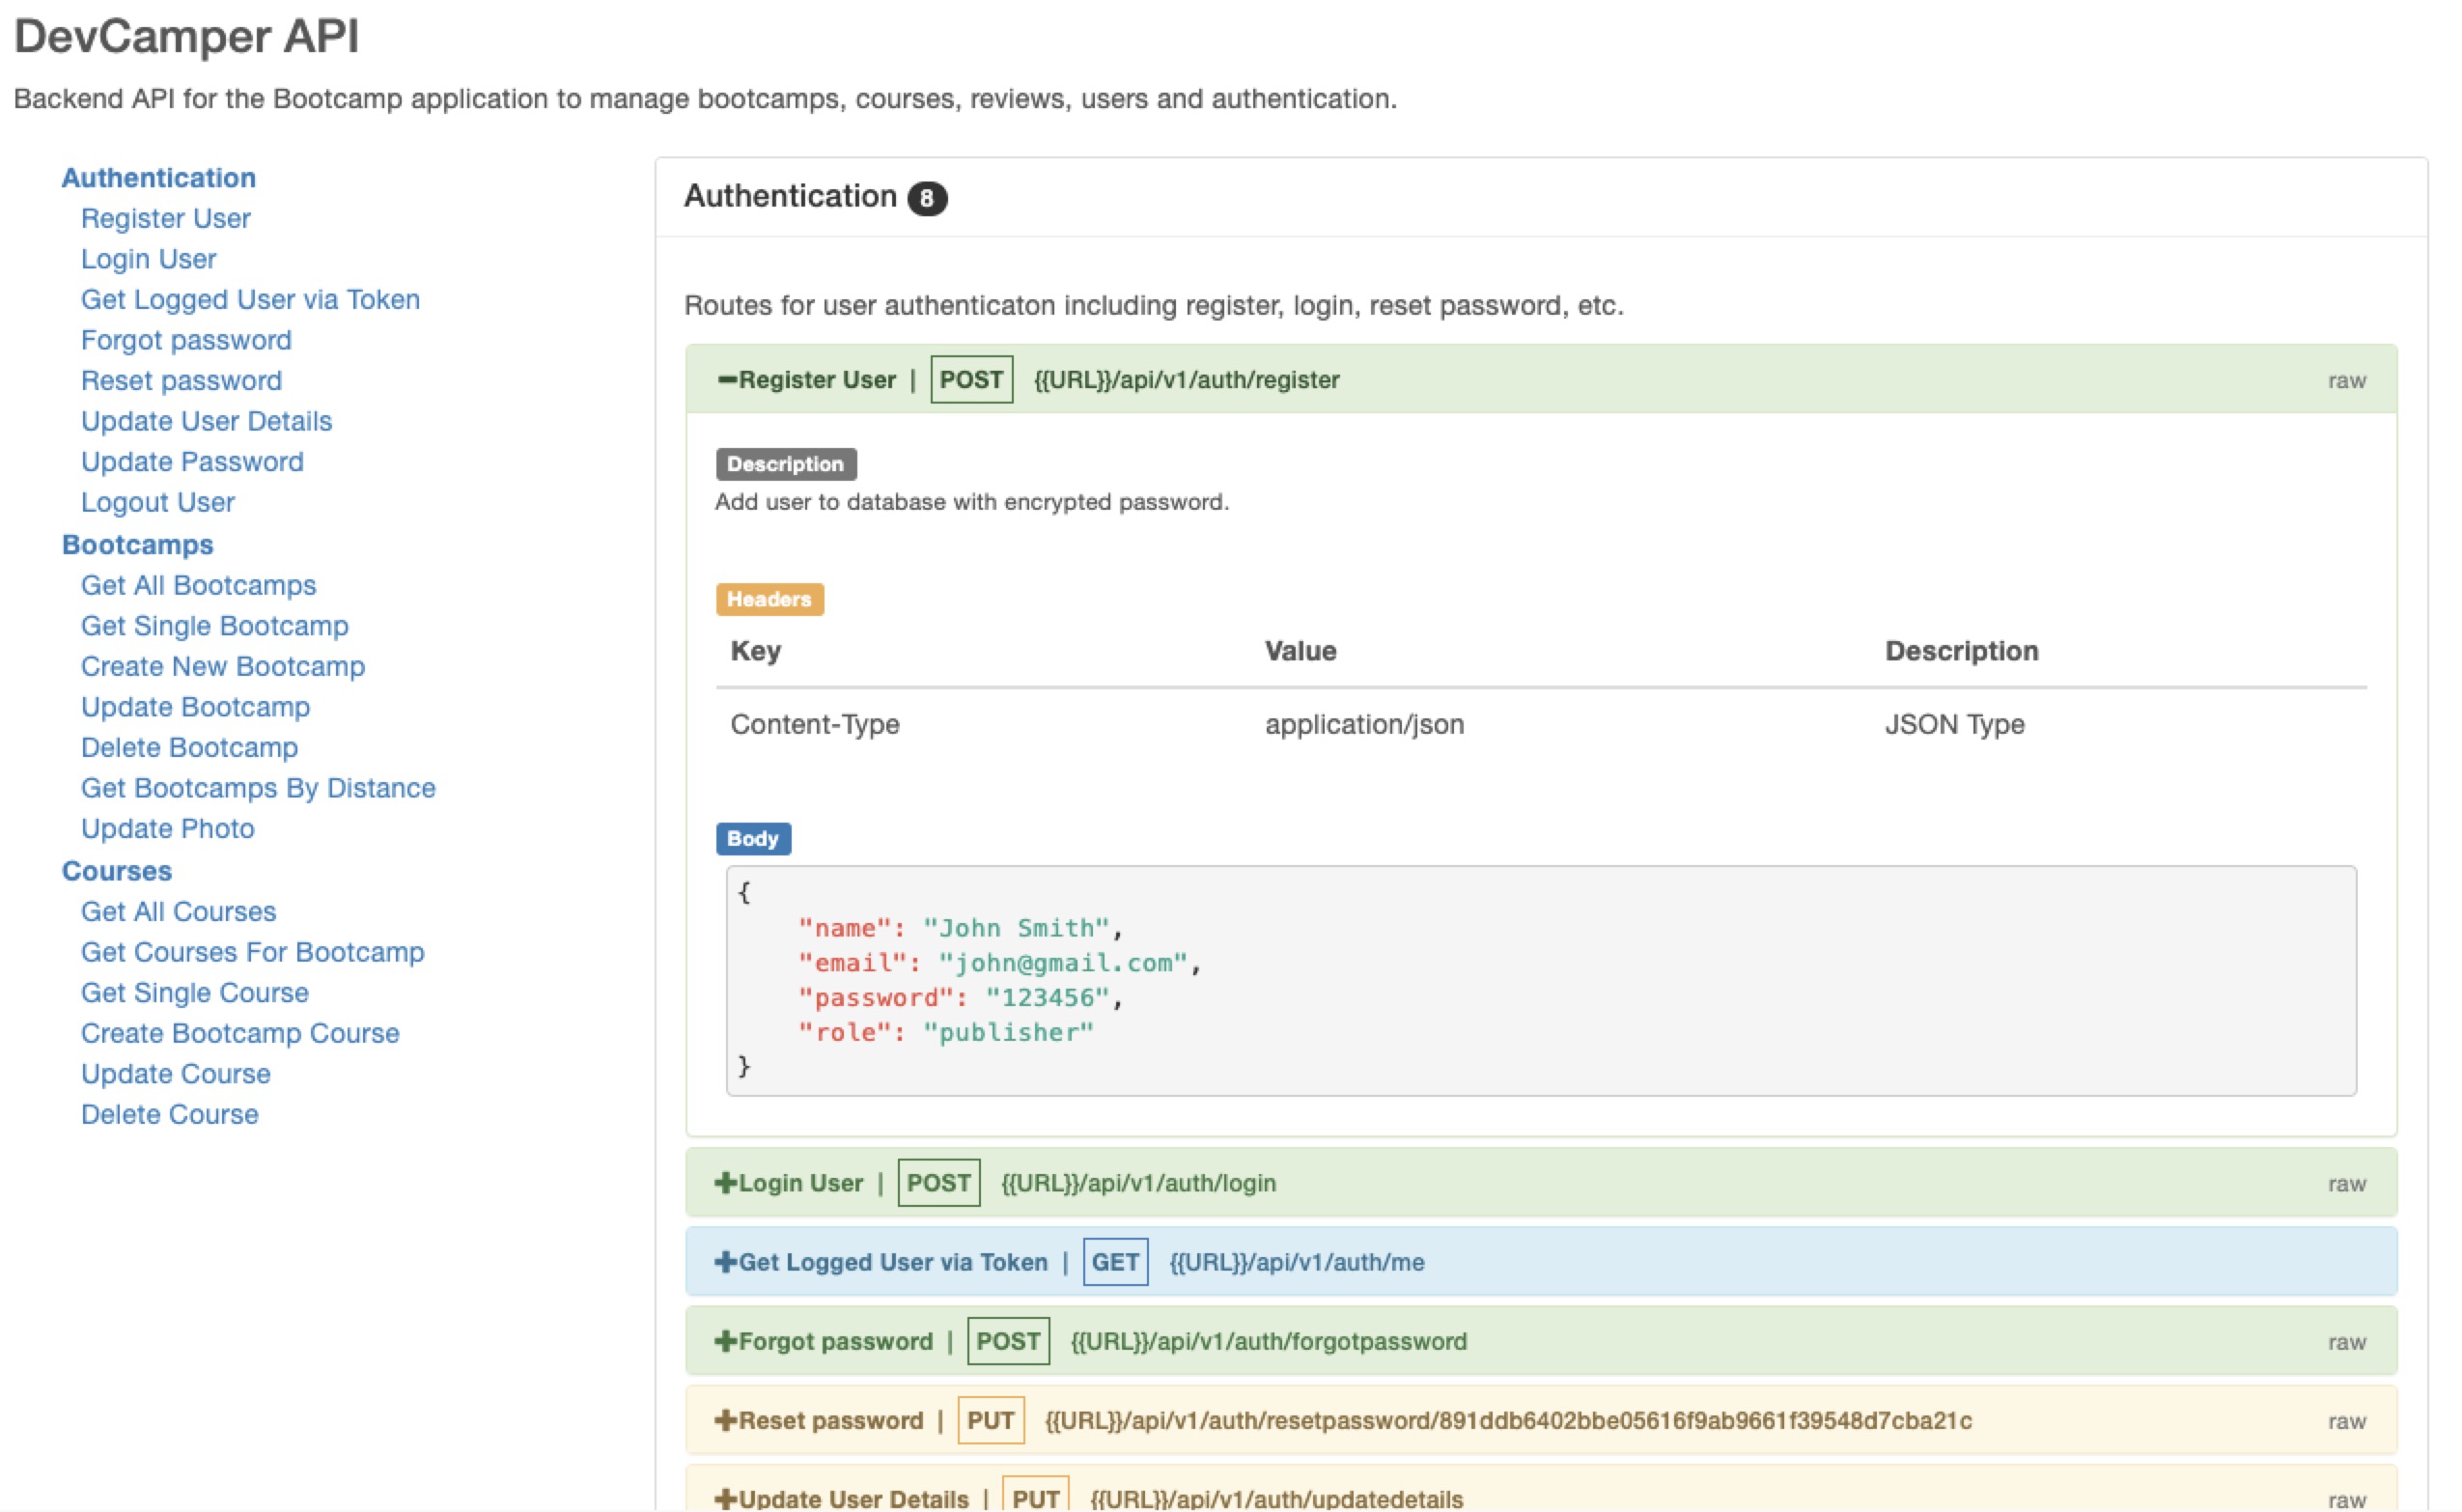 DevCamper API
Backend API for the Bootcamp application to manage bootcamps, courses, reviews, users and authentication.
Authentication
Register User
Login User
Get Logged User via Token
Forgot password
Reset password
Update User Details
Update Password
Logout User
Bootcamps
Get All Bootcamps
Get Single Bootcamp
Create New Bootcamp
Update Bootcamp
Delete Bootcamp
Get Bootcamps By Distance
Update Photo
Courses
Get All Courses
Get Courses For Bootcamp
Get Single Course
Create Bootcamp Course
Update Course
Delete Course
Authentication 8
Routes for user authenticaton including register, login, reset password, etc.
Register User | POST {{URL}}/api/v1/auth/register raw
Description
Add user to database with encrypted password.
Headers
Key Value Description
Content-Type application/json JSON Type
Body
{
"name": "John Smith",
"email": "john@gmail.com",
"password": "123456",
"role": "publisher"
}
Login User | POST {{URL}}/api/v1/auth/login raw
Get Logged User via Token | GET {{URL}}/api/v1/auth/me
Forgot password | POST {{URL}}/api/v1/auth/forgotpassword raw
Reset password | PUT {{URL}}/api/v1/auth/resetpassword/891ddb6402bbe05616f9ab9661f39548d7cba21c raw
Update User Details | PUT {{URL}}/api/v1/auth/updatedetails raw